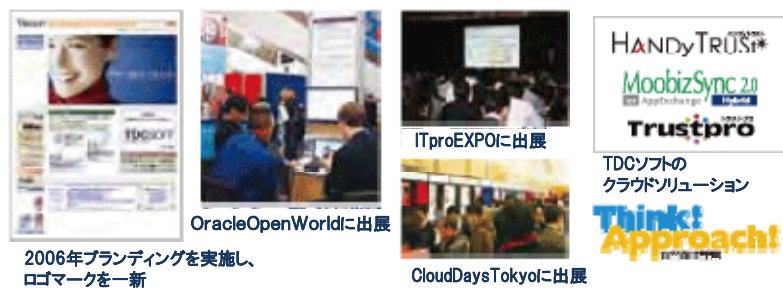 TDCSOFT
2006年ブランディングを実施し、
ロゴマークを一新
OracleOpenWorldに出展
ITproEXPOに出展
CloudDaysTokyoに出展
HANDyTRUSt
MoobizSync 2.0
for AppExchange Hybrid
Trustpro
TDCソフトの
クラウドソリューション
Think!
Approach!